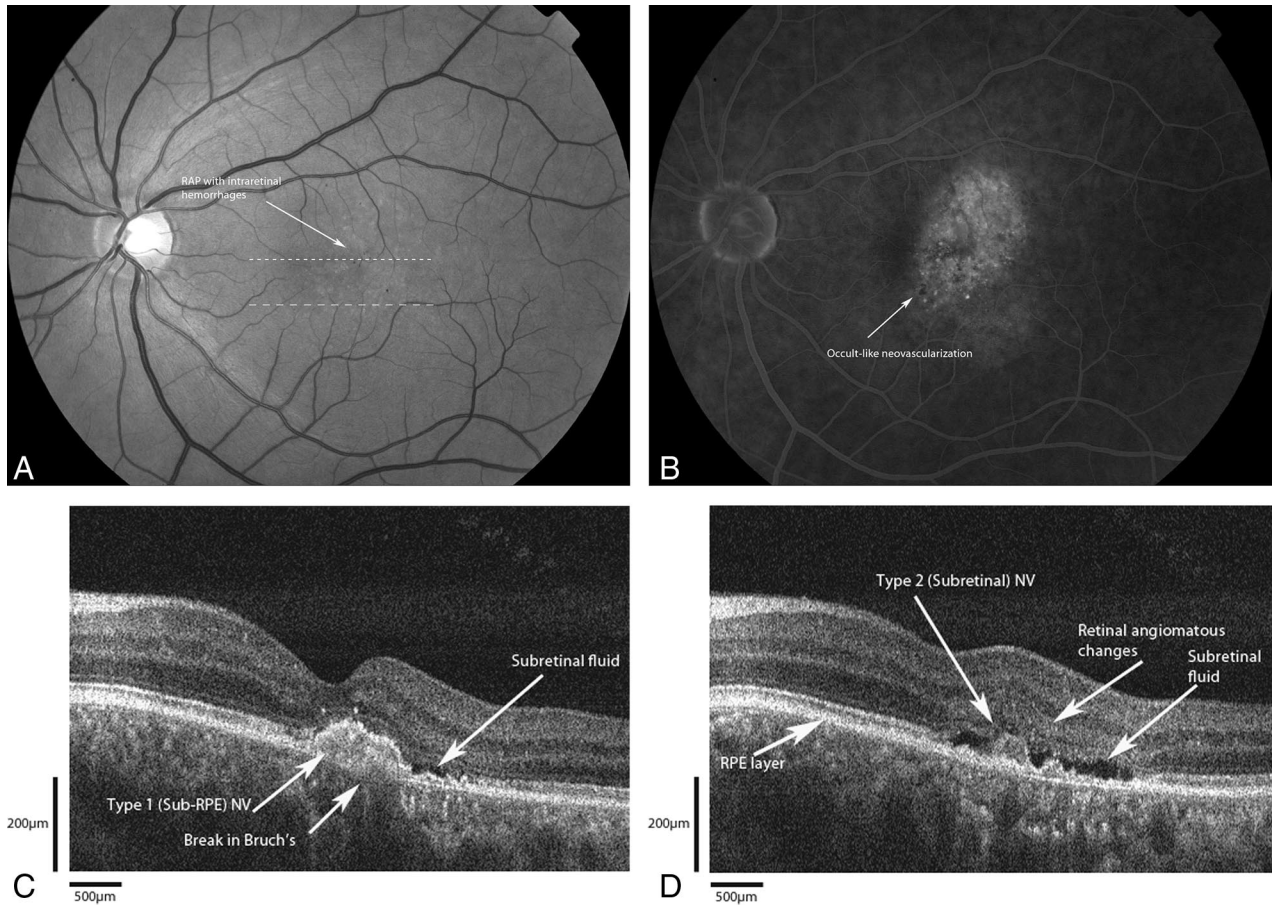 RAP with intraretinal
hemorrhages
A
Occult-like neovascularization
B
Subretinal fluid
Type 1 (Sub-RPE) NV
Break in Bruch's
200µm
C
500µm
Type 2 (Subretinal) NV
Retinal angiomatous
changes
Subretinal
fluid
RPE layer
200µm
D
500µm